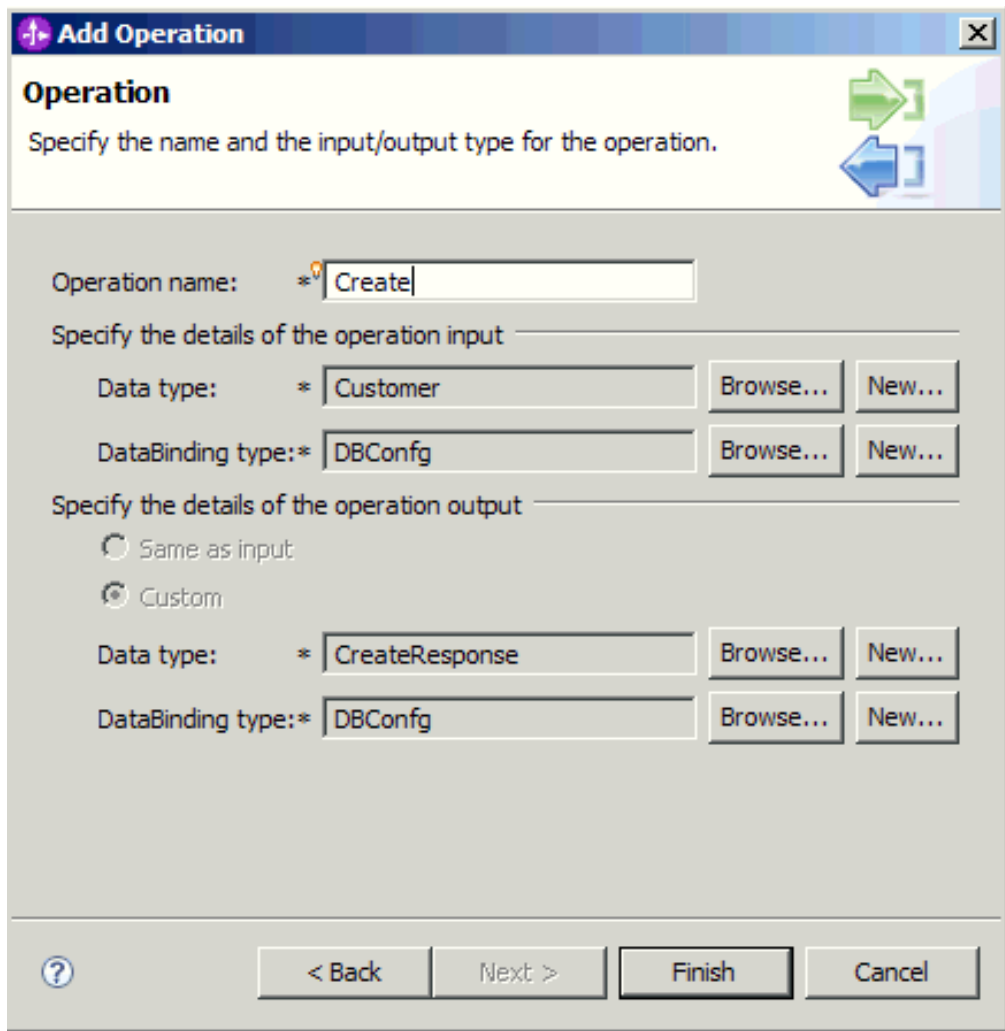 Add Operation
Operation
Specify the name and the input/output type for the operation.
Operation name: * Create
Specify the details of the operation input
Data type: * Customer Browse... New...
DataBinding type:* DBConfg Browse... New...
Specify the details of the operation output
Same as input
Custom
Data type: * CreateResponse Browse... New...
DataBinding type:* DBConfg Browse... New...
? < Back Next > Finish Cancel